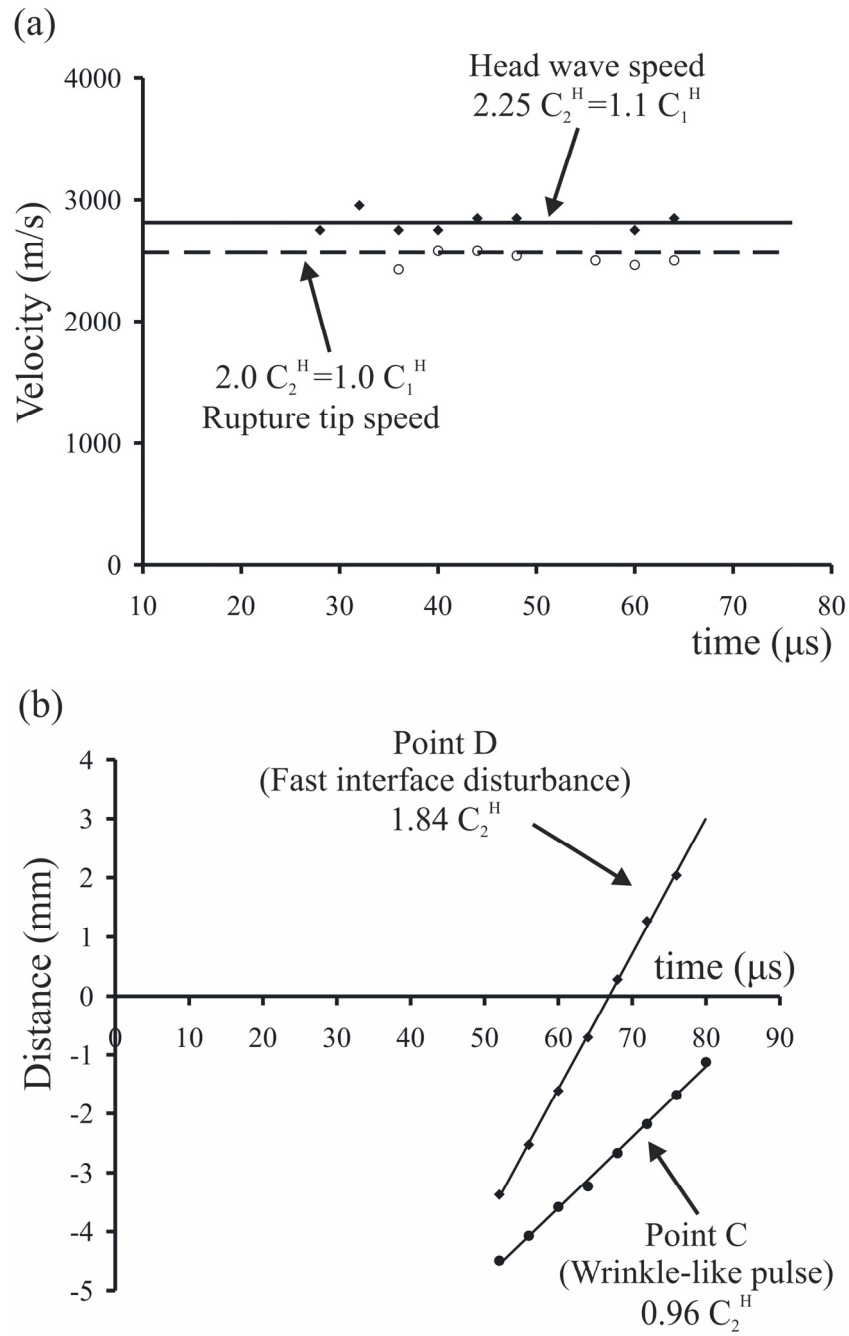 (a)
Head wave speed
2.25 C₂ᴴ=1.1 C₁ᴴ
4000
3000
2000
1000
0
Velocity (m/s)
2.0 C₂ᴴ=1.0 C₁ᴴ
Rupture tip speed
10 20 30 40 50 60 70 80
time (μs)
(b)
Point D
(Fast interface disturbance)
1.84 C₂ᴴ
4
3
2
1
0
-1
-2
-3
-4
-5
Distance (mm)
time (μs)
0 10 20 30 40 50 60 70 80 90
Point C
(Wrinkle-like pulse)
0.96 C₂ᴴ